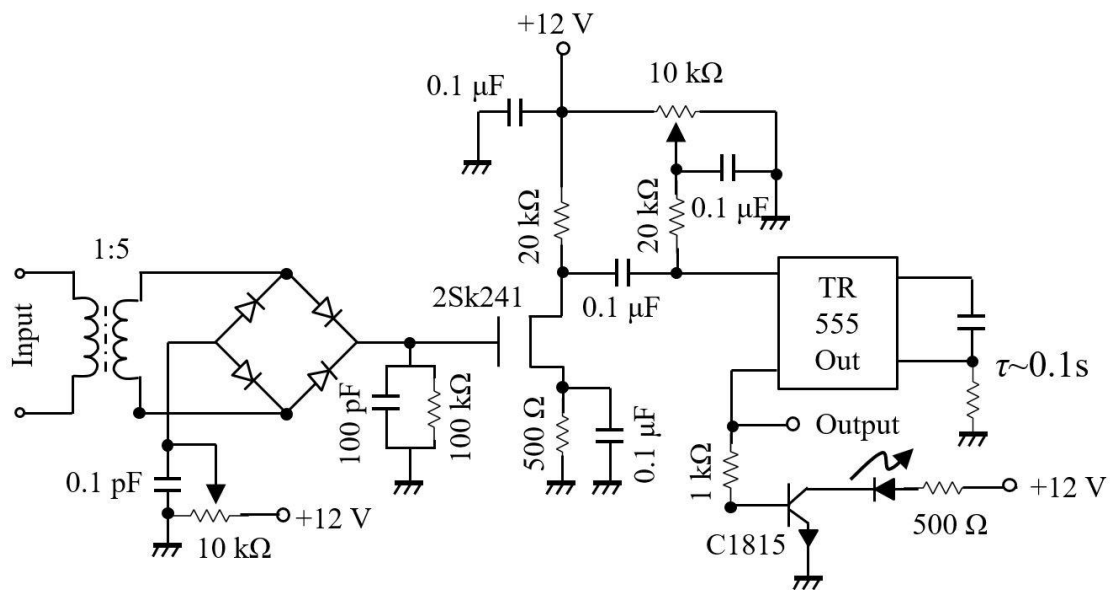 +12 V
0.1 μF
10 kΩ
20 kΩ
20 kΩ
0.1 μF
1:5
Input
2Sk241
0.1 μF
TR
555
Out
τ~0.1s
100 pF
100 kΩ
500 Ω
0.1 μF
Output
0.1 pF
1 kΩ
+12 V
10 kΩ
+12 V
500 Ω
C1815